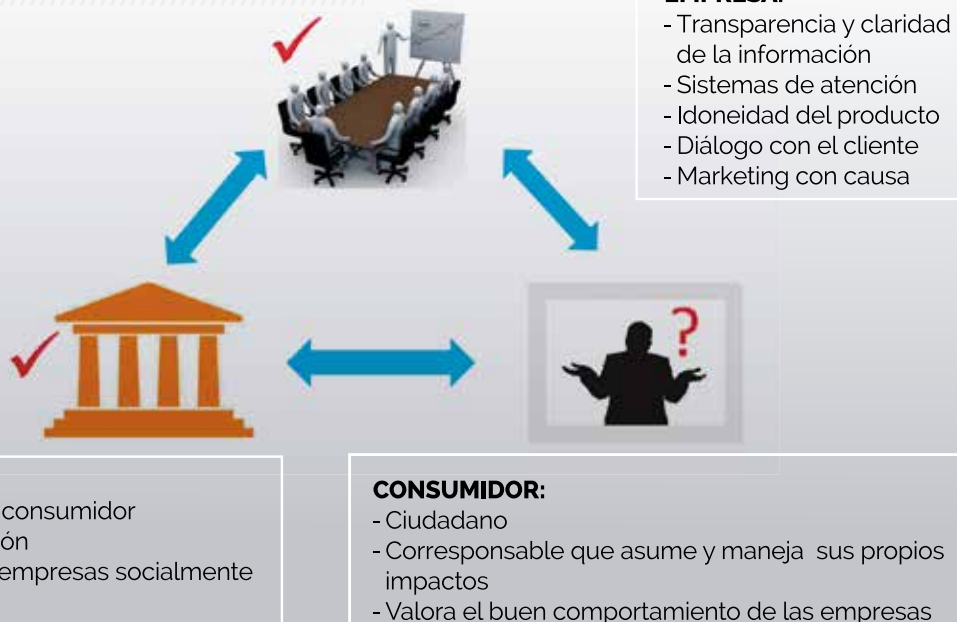 EMPRESA:
- Transparencia y claridad
de la información
- Sistemas de atención
- Idoneidad del producto
- Diálogo con el cliente
- Marketing con causa
?
consumidor
empresas socialmente
CONSUMIDOR:
- Ciudadano
- Corresponsable que asume y maneja sus propios
impactos
- Valora el buen comportamiento de las empresas